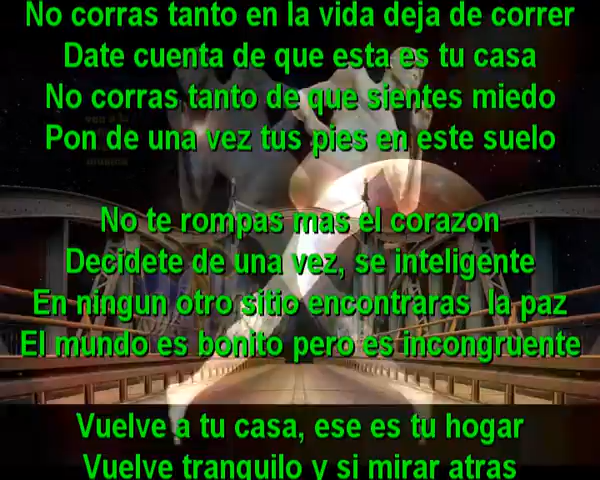 No corras tanto en la vida deja de correr
Date cuenta de que esta es tu casa
No corras tanto de que sientes miedo
Pon de una vez tus pies en este suelo
No te rompas mas el corazon
Decidete de una vez, se inteligente
En ningun otro sitio encontraras la paz
El mundo es bonito pero es incongruente
Vuelve a tu casa, ese es tu hogar
Vuelve tranquilo y si mirar atras